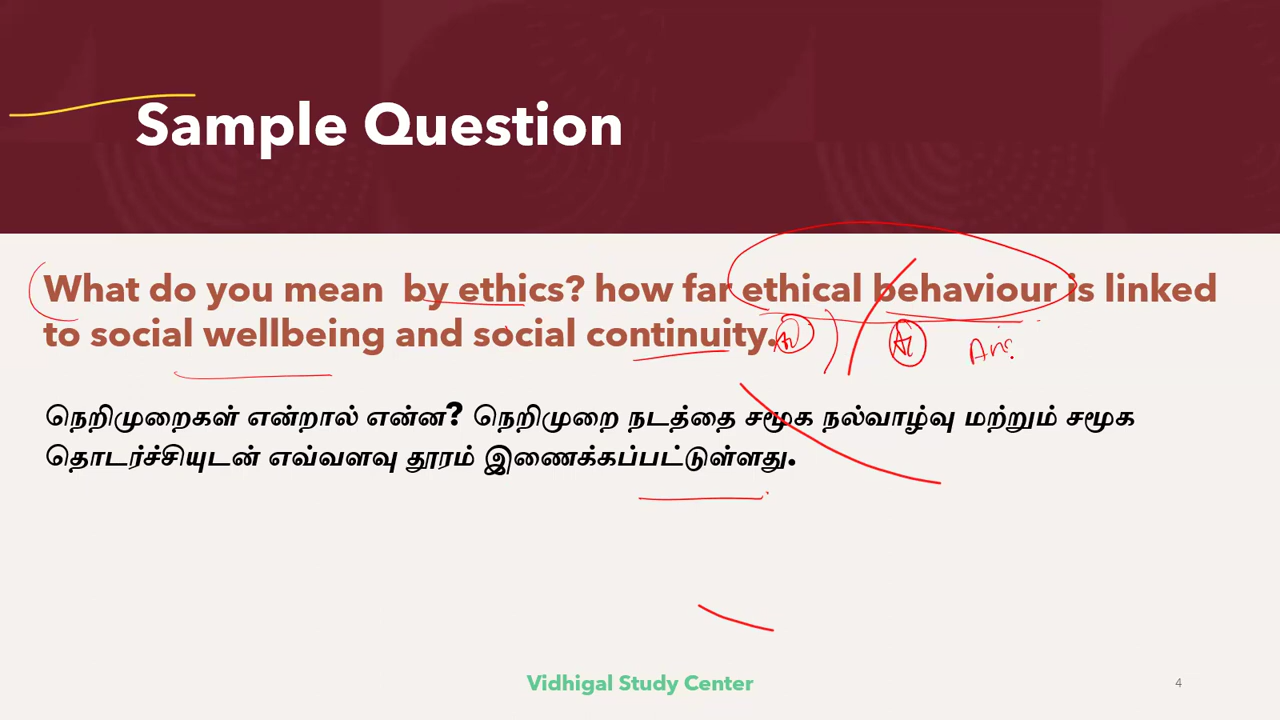 Sample Question
What do you mean by ethics? how far ethical behaviour is linked
to social wellbeing and social continuity.
Ans
நெறிமுறைகள் என்றால் என்ன? நெறிமுறை நடத்தை சமூக நல்வாழ்வு மற்றும் சமூக
தொடர்ச்சியுடன் எவ்வளவு தூரம் இணைக்கப்பட்டுள்ளது.
Vidhigal Study Center
4